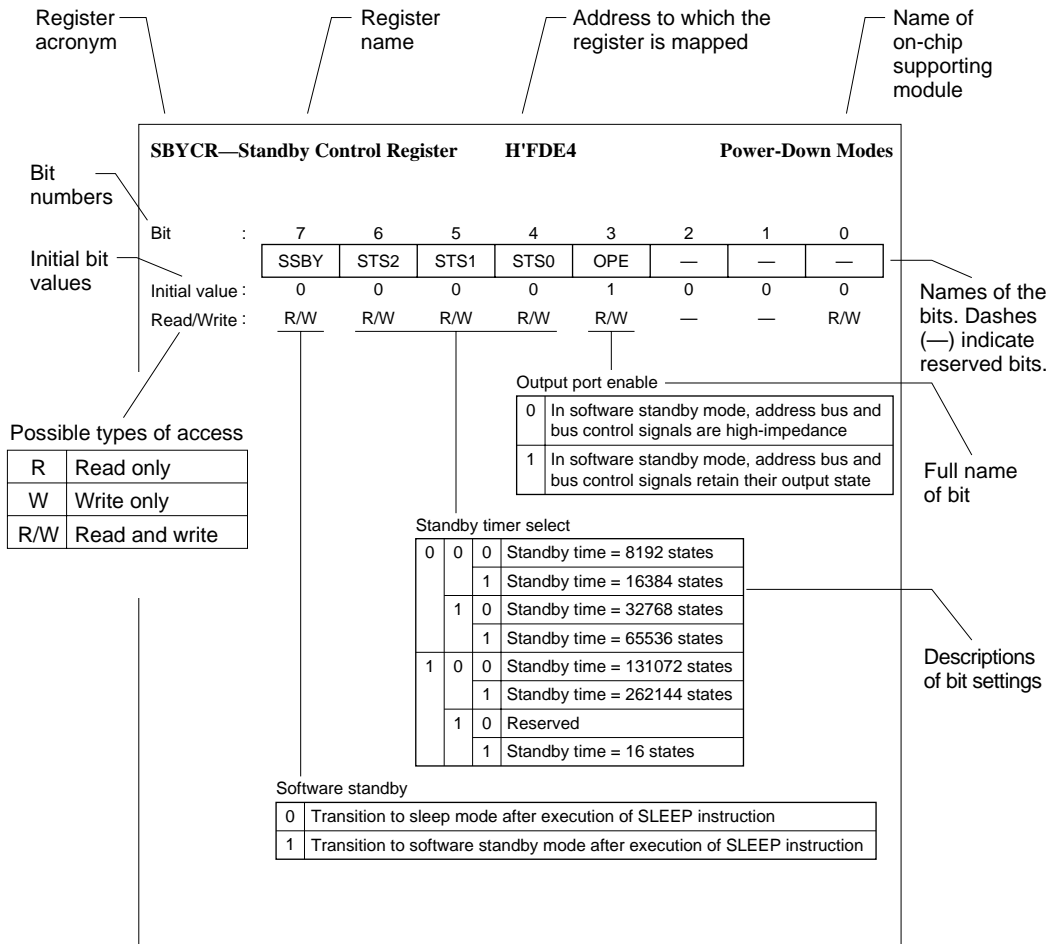 Register acronym
Register name
Address to which the register is mapped
Name of on-chip supporting module
SBYCR—Standby Control Register H'FDE4 Power-Down Modes
Bit numbers
Bit : 7 6 5 4 3 2 1 0
SSBY STS2 STS1 STS0 OPE — — —
Initial bit values
Initial value : 0 0 0 0 1 0 0 0
Read/Write : R/W R/W R/W R/W R/W — — R/W
Names of the bits. Dashes (—) indicate reserved bits.
Output port enable
0 In software standby mode, address bus and bus control signals are high-impedance
1 In software standby mode, address bus and bus control signals retain their output state
Full name of bit
Possible types of access
R Read only
W Write only
R/W Read and write
Standby timer select
0 0 0 Standby time = 8192 states
1 Standby time = 16384 states
1 0 Standby time = 32768 states
1 Standby time = 65536 states
1 0 0 Standby time = 131072 states
1 Standby time = 262144 states
1 0 Reserved
1 Standby time = 16 states
Descriptions of bit settings
Software standby
0 Transition to sleep mode after execution of SLEEP instruction
1 Transition to software standby mode after execution of SLEEP instruction